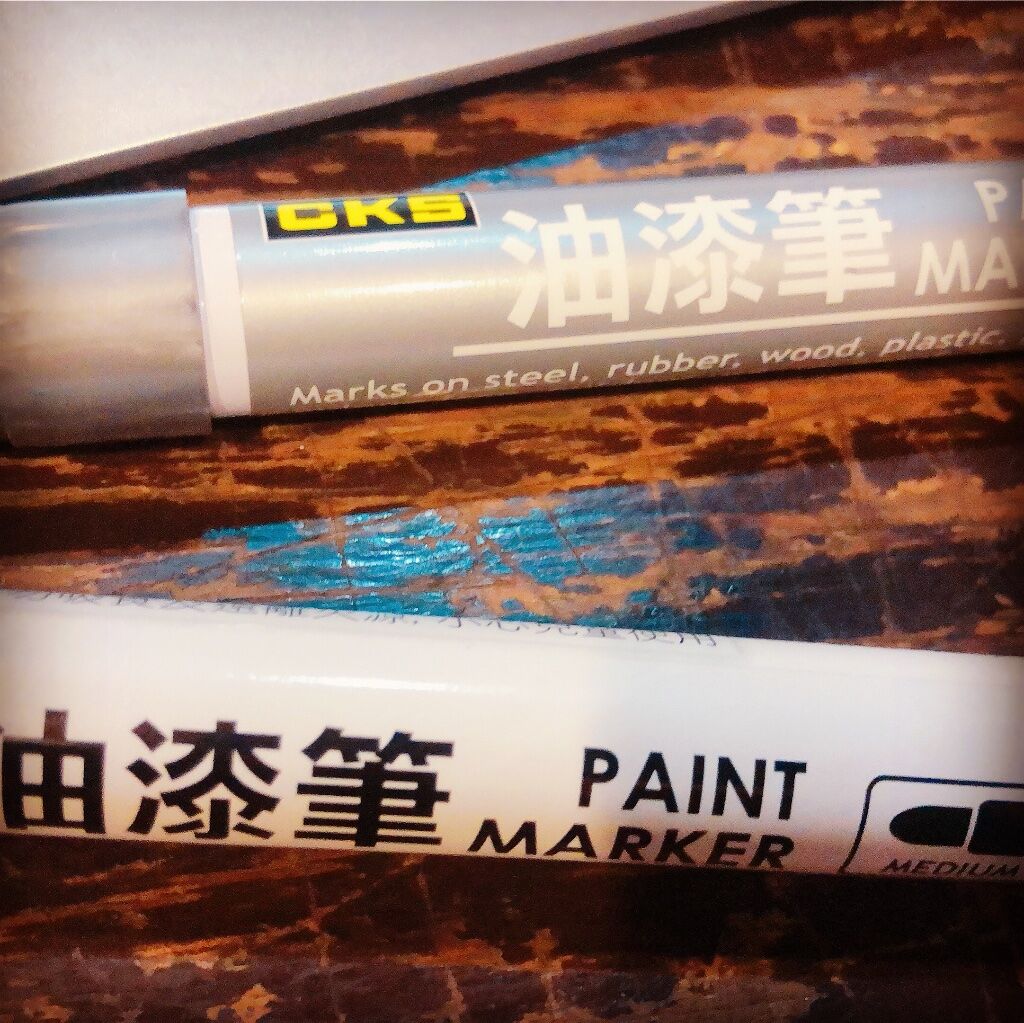 CKS
油漆筆
MA
Marks on steel, rubber, wood, plastic,
油漆筆
PAINT
MARKER
MEDIUM